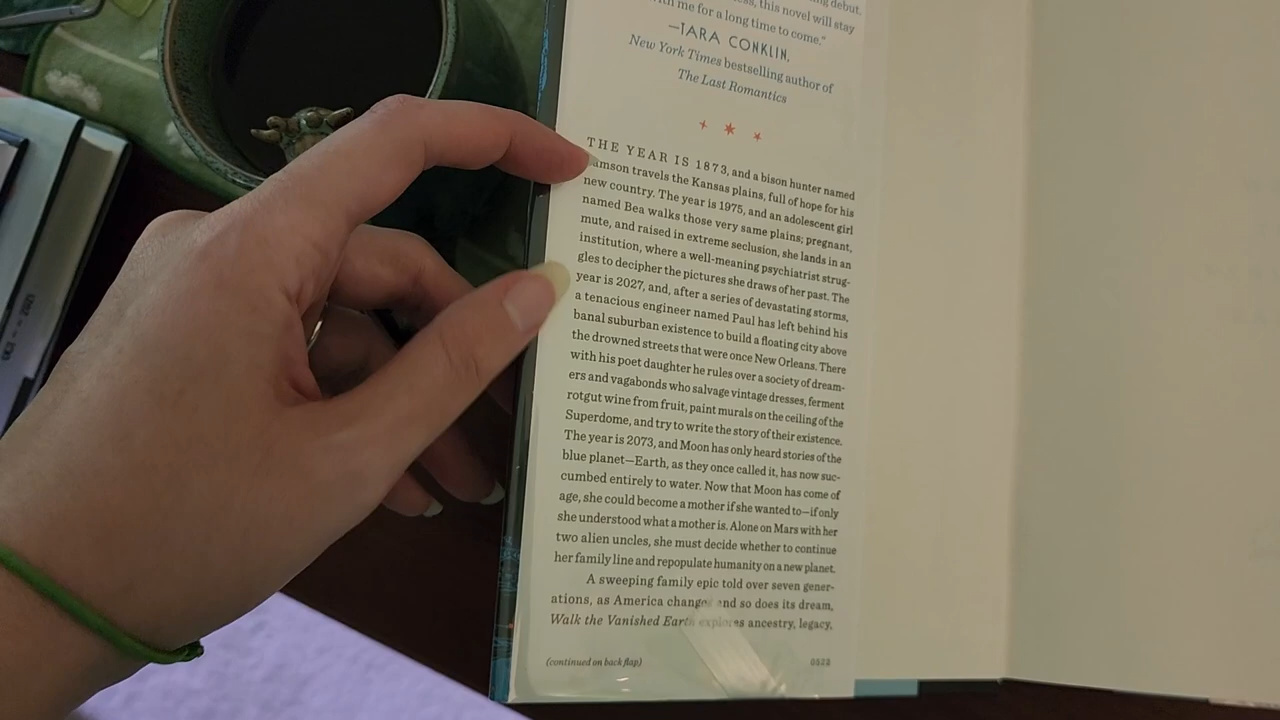 ng debut.
ess, this novel will stay
with me for a long time to come."
—TARA CONKLIN,
New York Times bestselling author of
The Last Romantics
THE YEAR IS 1873, and a bison hunter named
amson travels the Kansas plains, full of hope for his
new country. The year is 1975, and an adolescent girl
named Bea walks those very same plains; pregnant,
mute, and raised in extreme seclusion, she lands in an
institution, where a well-meaning psychiatrist strug-
gles to decipher the pictures she draws of her past. The
year is 2027, and, after a series of devastating storms,
a tenacious engineer named Paul has left behind his
banal suburban existence to build a floating city above
the drowned streets that were once New Orleans. There
with his poet daughter he rules over a society of dream-
ers and vagabonds who salvage vintage dresses, ferment
rotgut wine from fruit, paint murals on the ceiling of the
Superdome, and try to write the story of their existence.
The year is 2073, and Moon has only heard stories of the
blue planet—Earth, as they once called it, has now suc-
cumbed entirely to water. Now that Moon has come of
age, she could become a mother if she wanted to—if only
she understood what a mother is. Alone on Mars with her
two alien uncles, she must decide whether to continue
her family line and repopulate humanity on a new planet.
A sweeping family epic told over seven gener-
ations, as America changes and so does its dream,
Walk the Vanished Earth explores ancestry, legacy,
(continued on back flap)
0522